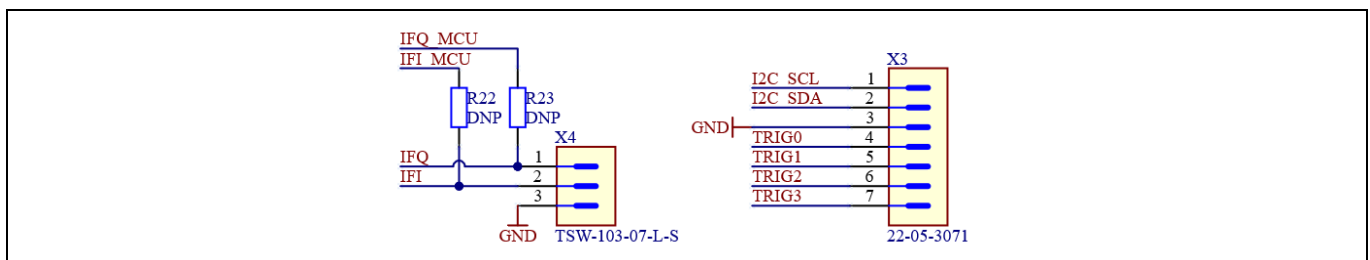 IFQ_MCU
IFI_MCU
R22
DNP
R23
DNP
X4
IFQ
IFI
1
2
3
GND
TSW-103-07-L-S
X3
I2C_SCL 1
I2C_SDA 2
GND 3
TRIG0 4
TRIG1 5
TRIG2 6
TRIG3 7
22-05-3071